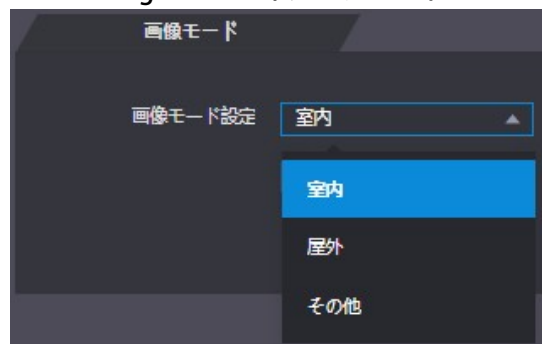 画像モード
画像モード設定 室内
室内
屋外
その他